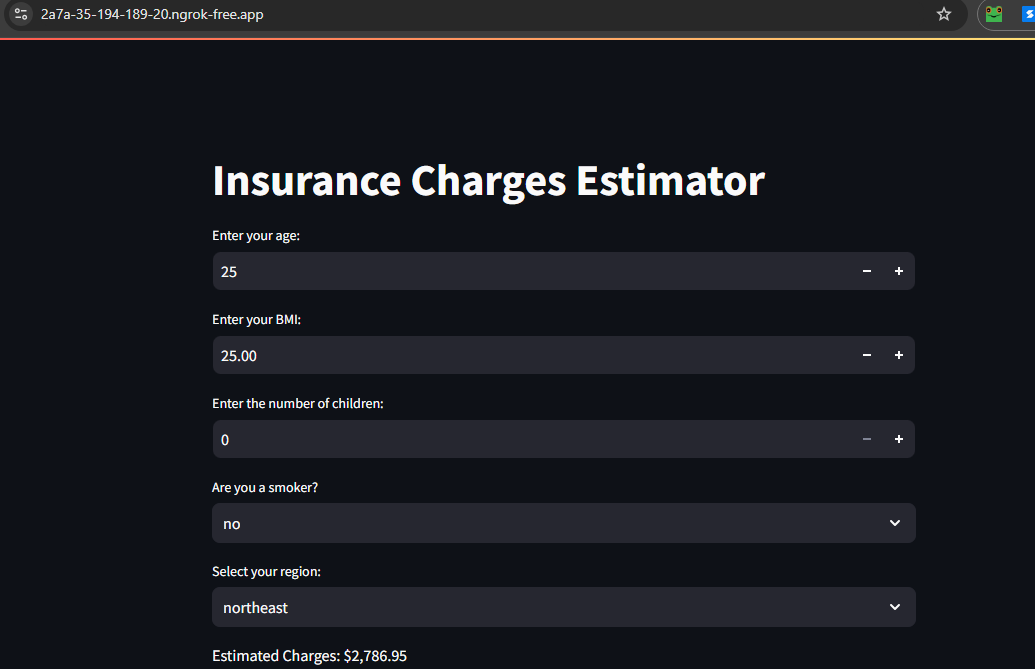 2a7a-35-194-189-20.ngrok-free.app
Insurance Charges Estimator
Enter your age:
25
Enter your BMI:
25.00
Enter the number of children:
0
Are you a smoker?
no
Select your region:
northeast
Estimated Charges: $2,786.95